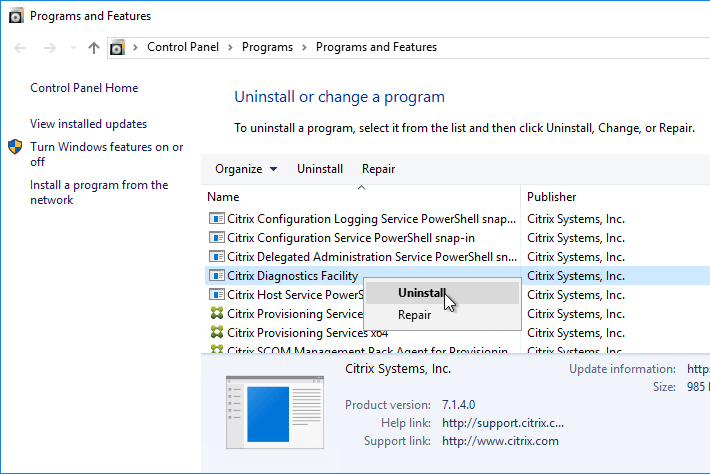 Programs and Features
Control Panel > Programs > Programs and Features
Control Panel Home
View installed updates
Turn Windows features on or
off
Install a program from the
network
Uninstall or change a program
To uninstall a program, select it from the list and then click Uninstall, Change, or Repair.
Organize Uninstall Repair
Name Publisher
Citrix Configuration Logging Service PowerShell snap... Citrix Systems, Inc.
Citrix Configuration Service PowerShell snap-in Citrix Systems, Inc.
Citrix Delegated Administration Service PowerShell sn... Citrix Systems, Inc.
Citrix Diagnostics Facility Citrix Systems, Inc.
Citrix Host Service PowerS Citrix Systems, Inc.
Citrix Provisioning Service Citrix Systems, Inc.
Citrix Provisioning Services x64 Citrix Systems, Inc.
Citrix SCOM Management Pack Agent for Provisionin Citrix Systems, Inc.
Uninstall
Repair
Citrix Systems, Inc. Update information: http:
Product version: 7.1.4.0 Size: 985
Help link: http://support.citrix.c...
Support link: http://www.citrix.com